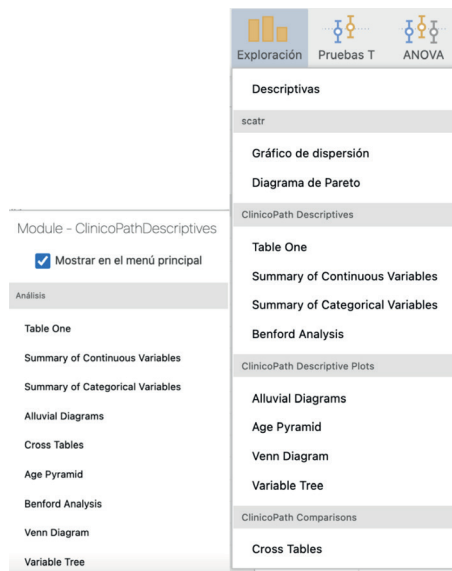 Exploración
Pruebas T
ANOVA
Descriptivas
scatr
Gráfico de dispersión
Diagrama de Pareto
ClinicoPath Descriptives
Table One
Summary of Continuous Variables
Summary of Categorical Variables
Benford Analysis
ClinicoPath Descriptive Plots
Alluvial Diagrams
Age Pyramid
Venn Diagram
Variable Tree
ClinicoPath Comparisons
Cross Tables
Module - ClinicoPathDescriptives
Mostrar en el menú principal
Análisis
Table One
Summary of Continuous Variables
Summary of Categorical Variables
Alluvial Diagrams
Cross Tables
Age Pyramid
Benford Analysis
Venn Diagram
Variable Tree